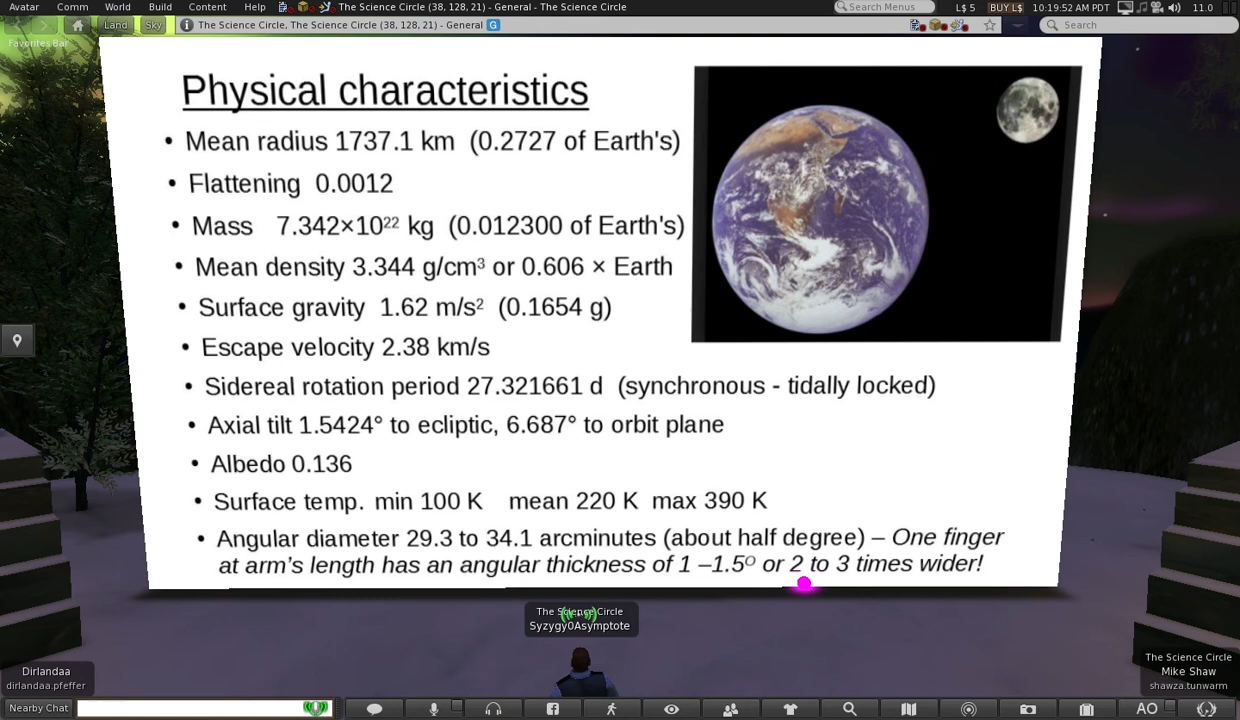 Avatar Comm World Build Content Help The Science Circle, The Science Circle (38, 128, 21) - General - The Science Circle Search Menus L$ 5 BUY L$ 10:19:52 AM PDT 11.0
Land Sky The Science Circle, The Science Circle (38, 128, 21) - General G Search
Favorites Bar
Physical characteristics
• Mean radius 1737.1 km (0.2727 of Earth's)
• Flattening 0.0012
• Mass 7.342×10²² kg (0.012300 of Earth's)
• Mean density 3.344 g/cm³ or 0.606 × Earth
• Surface gravity 1.62 m/s² (0.1654 g)
• Escape velocity 2.38 km/s
• Sidereal rotation period 27.321661 d (synchronous - tidally locked)
• Axial tilt 1.5424° to ecliptic, 6.687° to orbit plane
• Albedo 0.136
• Surface temp. min 100 K mean 220 K max 390 K
• Angular diameter 29.3 to 34.1 arcminutes (about half degree) – One finger
at arm's length has an angular thickness of 1 –1.5ᴼ or 2 to 3 times wider!
The Science Circle
Syzygy0Asymptote
Dirlandaa
dirlandaa.pfeffer
The Science Circle
Mike Shaw
shawza.tunwarm
Nearby Chat AO